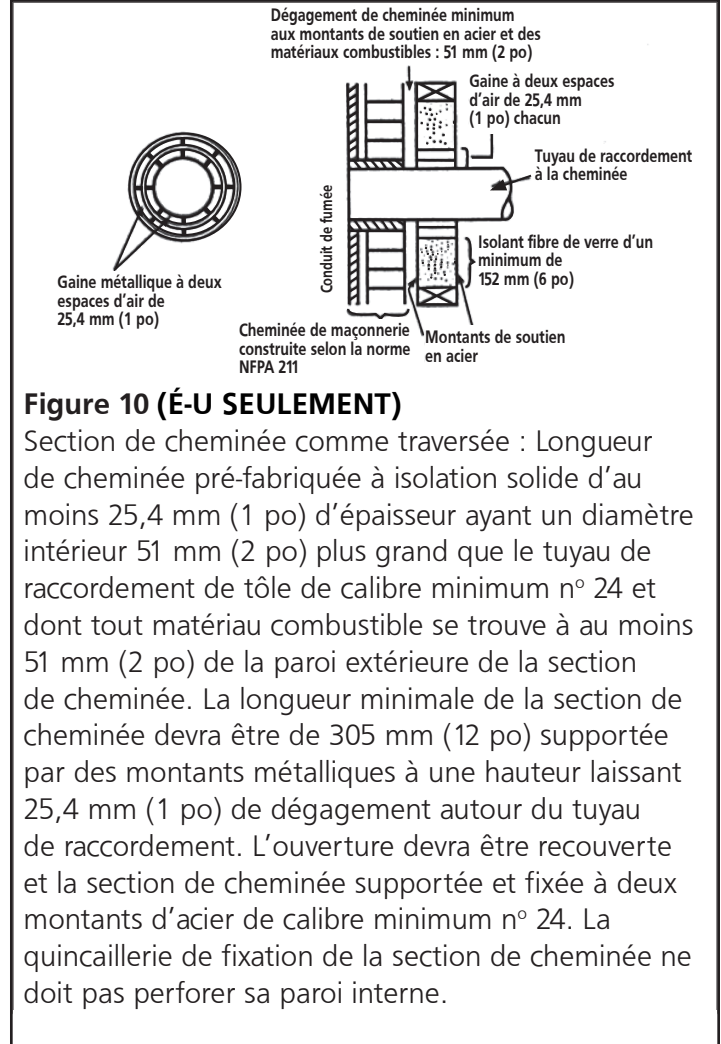 Dégagement de cheminée minimum
aux montants de soutien en acier et des
matériaux combustibles : 51 mm (2 po)
Gaine à deux espaces
d’air de 25,4 mm
(1 po) chacun
Tuyau de raccordement
à la cheminée
Conduit de fumée
Isolant fibre de verre d’un
minimum de
152 mm (6 po)
Gaine métallique à deux
espaces d’air de
25,4 mm (1 po)
Cheminée de maçonnerie
construite selon la norme
NFPA 211
Montants de soutien
en acier
Figure 10 (É-U SEULEMENT)
Section de cheminée comme traversée : Longueur
de cheminée pré-fabriquée à isolation solide d’au
moins 25,4 mm (1 po) d’épaisseur ayant un diamètre
intérieur 51 mm (2 po) plus grand que le tuyau de
raccordement de tôle de calibre minimum nº 24 et
dont tout matériau combustible se trouve à au moins
51 mm (2 po) de la paroi extérieure de la section
de cheminée. La longueur minimale de la section de
cheminée devra être de 305 mm (12 po) supportée
par des montants métalliques à une hauteur laissant
25,4 mm (1 po) de dégagement autour du tuyau
de raccordement. L’ouverture devra être recouverte
et la section de cheminée supportée et fixée à deux
montants d’acier de calibre minimum nº 24. La
quincaillerie de fixation de la section de cheminée ne
doit pas perforer sa paroi interne.